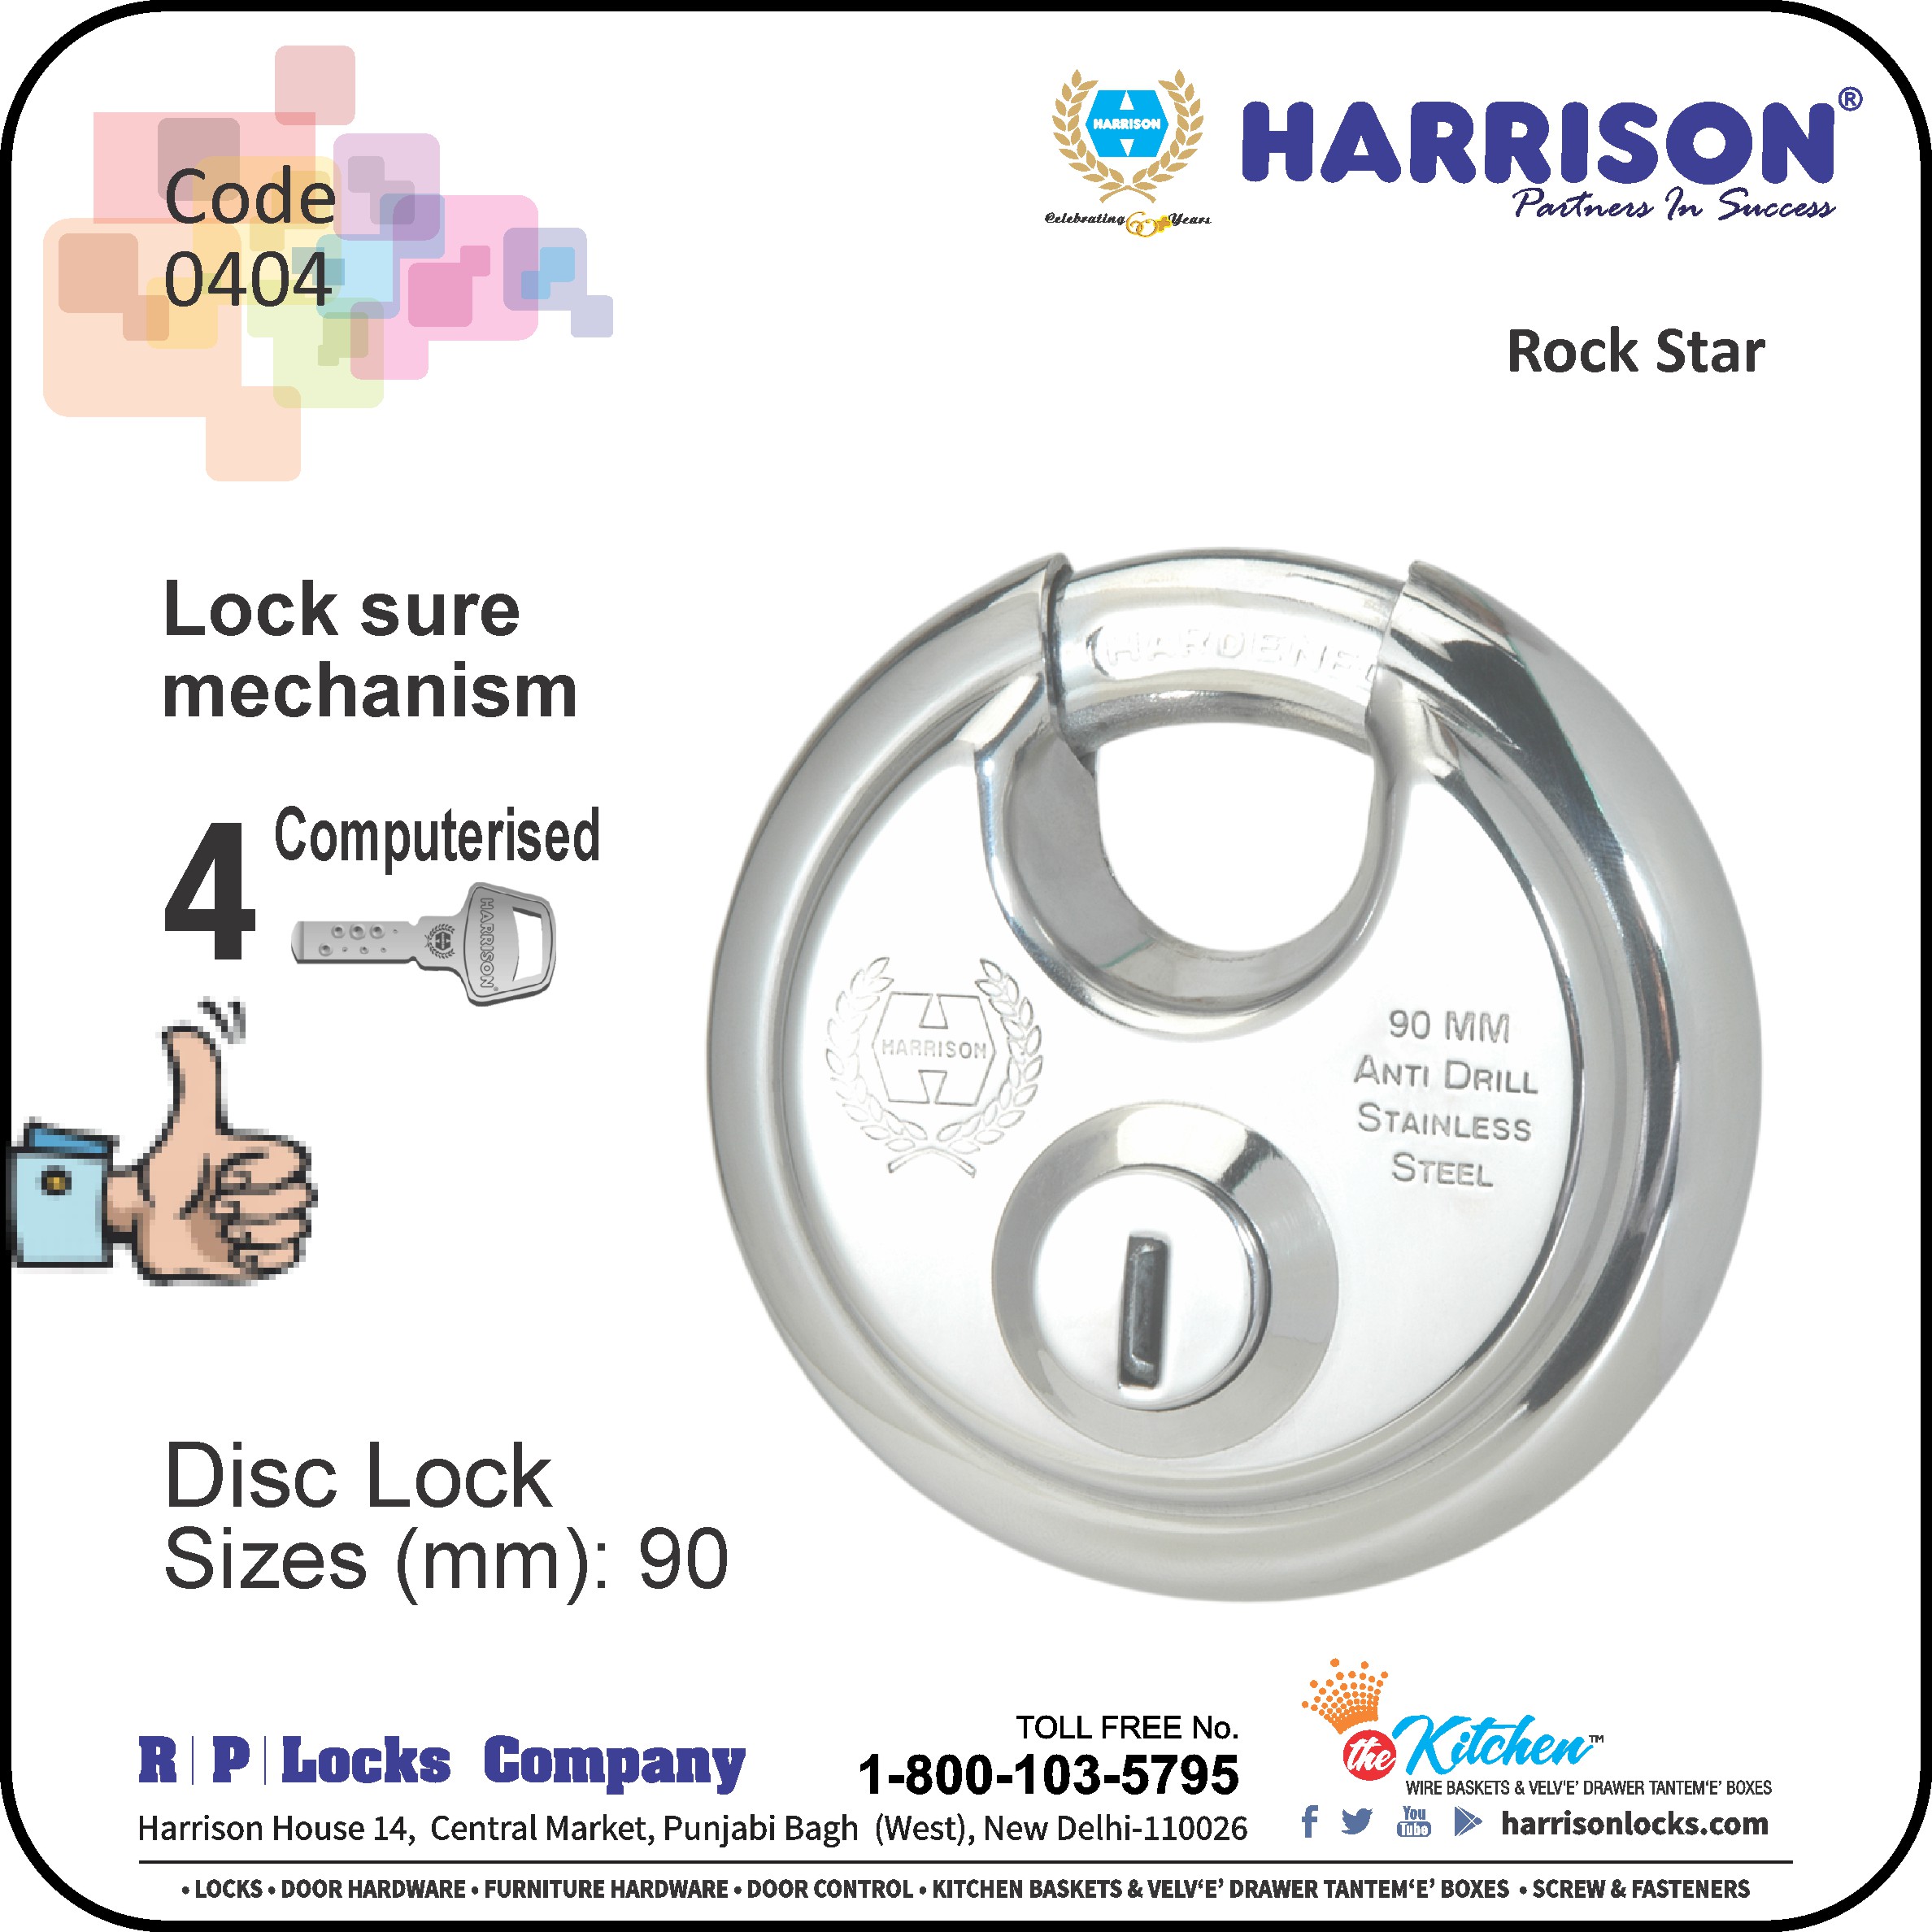 Code
0404
HARRISON
Celebrating 60+ Years
HARRISON®
Partners In Success
Rock Star
Lock sure
mechanism
4 Computerised
HARRISON
HARDENE
HARRISON
90 MM
ANTI DRILL
STAINLESS
STEEL
Disc Lock
Sizes (mm): 90
R|P|Locks Company
TOLL FREE No.
1-800-103-5795
the Kitchen™
WIRE BASKETS & VELV'E' DRAWER TANTEM'E' BOXES
Harrison House 14, Central Market, Punjabi Bagh (West), New Delhi-110026
f You Tube harrisonlocks.com
• LOCKS • DOOR HARDWARE • FURNITURE HARDWARE • DOOR CONTROL • KITCHEN BASKETS & VELV‘E’ DRAWER TANTEM‘E’ BOXES • SCREW & FASTENERS